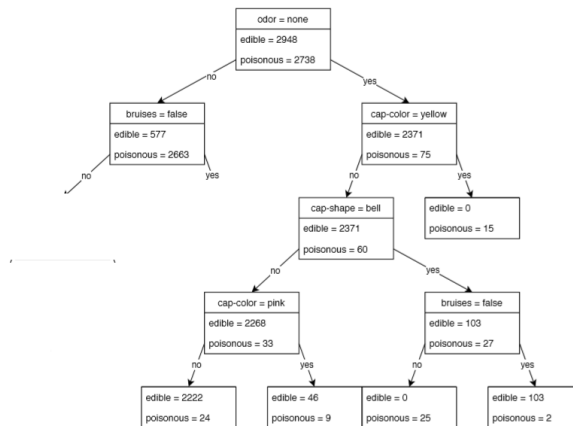 odor = none
edible = 2948
poisonous = 2738
no
yes
bruises = false
edible = 577
poisonous = 2663
cap-color = yellow
edible = 2371
poisonous = 75
no
yes
no
yes
cap-shape = bell
edible = 2371
poisonous = 60
edible = 0
poisonous = 15
no
yes
cap-color = pink
edible = 2268
poisonous = 33
bruises = false
edible = 103
poisonous = 27
no
yes
no
yes
edible = 2222
poisonous = 24
edible = 46
poisonous = 9
edible = 0
poisonous = 25
edible = 103
poisonous = 2